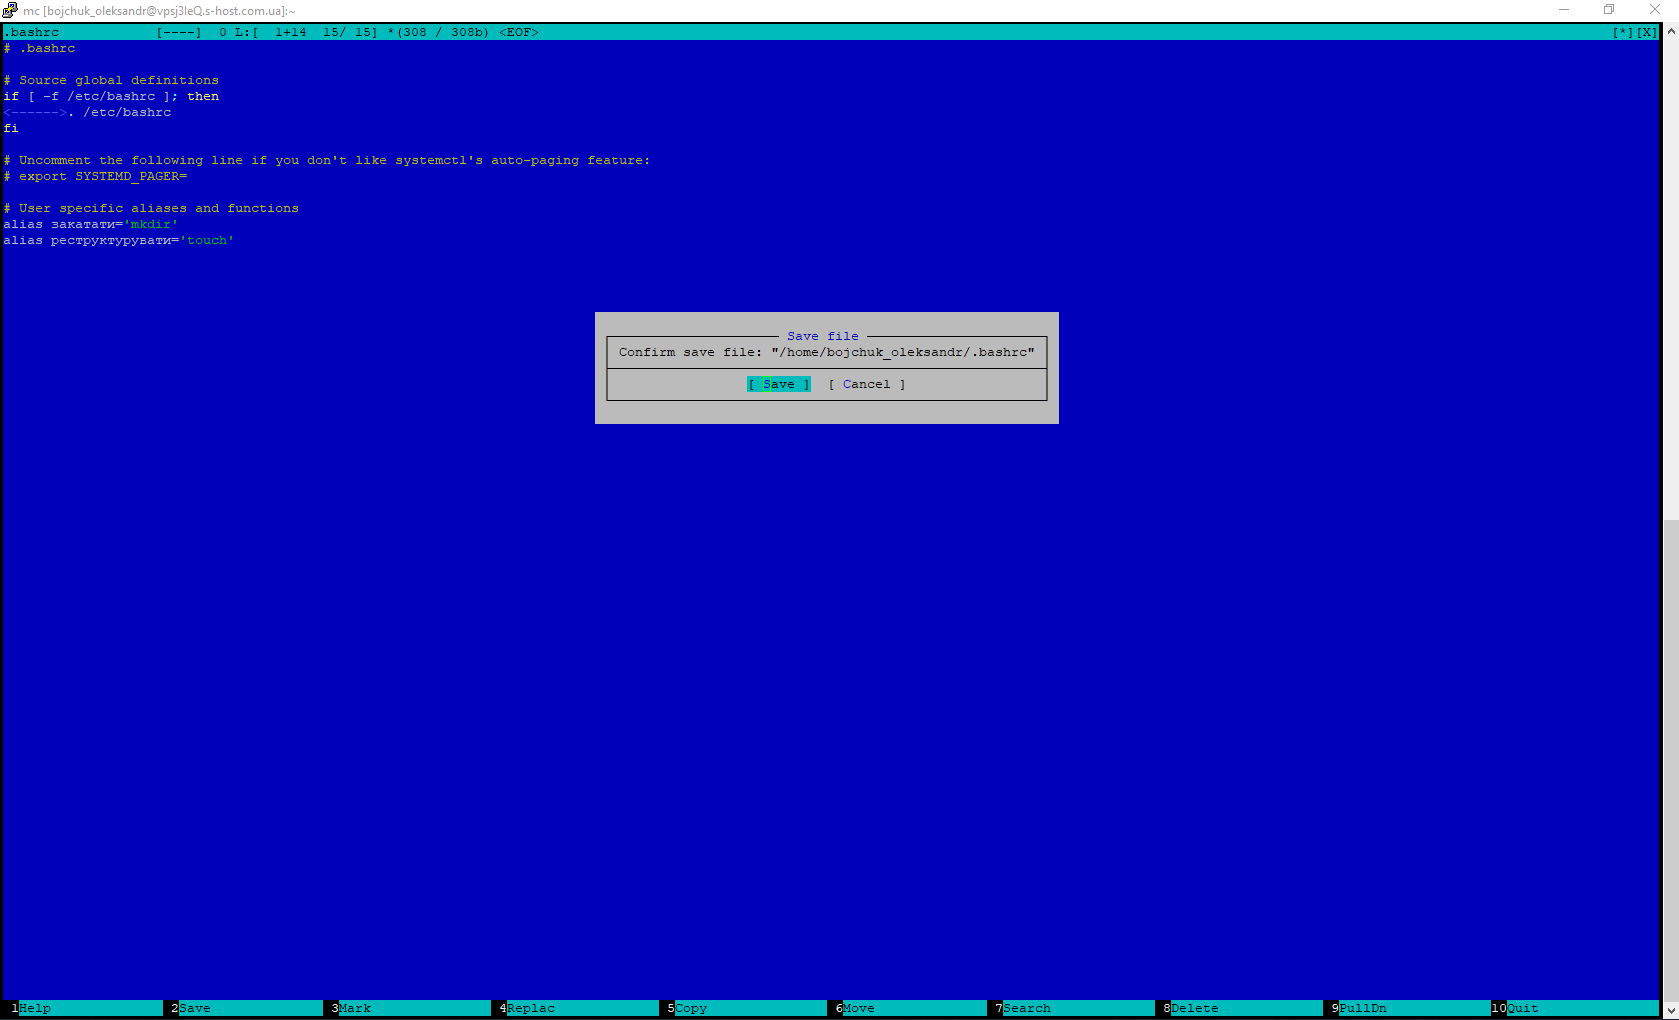 mc [bojchuk_oleksandr@vpsj3leQ.s-host.com.ua]:~
.bashrc [----] 0 L:[ 1+14 15/ 15] *(308 / 308b) <EOF> [*][X]
# .bashrc
# Source global definitions
if [ -f /etc/bashrc ]; then
<------>. /etc/bashrc
fi
# Uncomment the following line if you don't like systemctl's auto-paging feature:
# export SYSTEMD_PAGER=
# User specific aliases and functions
alias закатати='mkdir'
alias реструктурувати='touch'
Save file
Confirm save file: "/home/bojchuk_oleksandr/.bashrc"
[ Save ] [ Cancel ]
1Help 2Save 3Mark 4Replac 5Copy 6Move 7Search 8Delete 9PullDn 10Quit